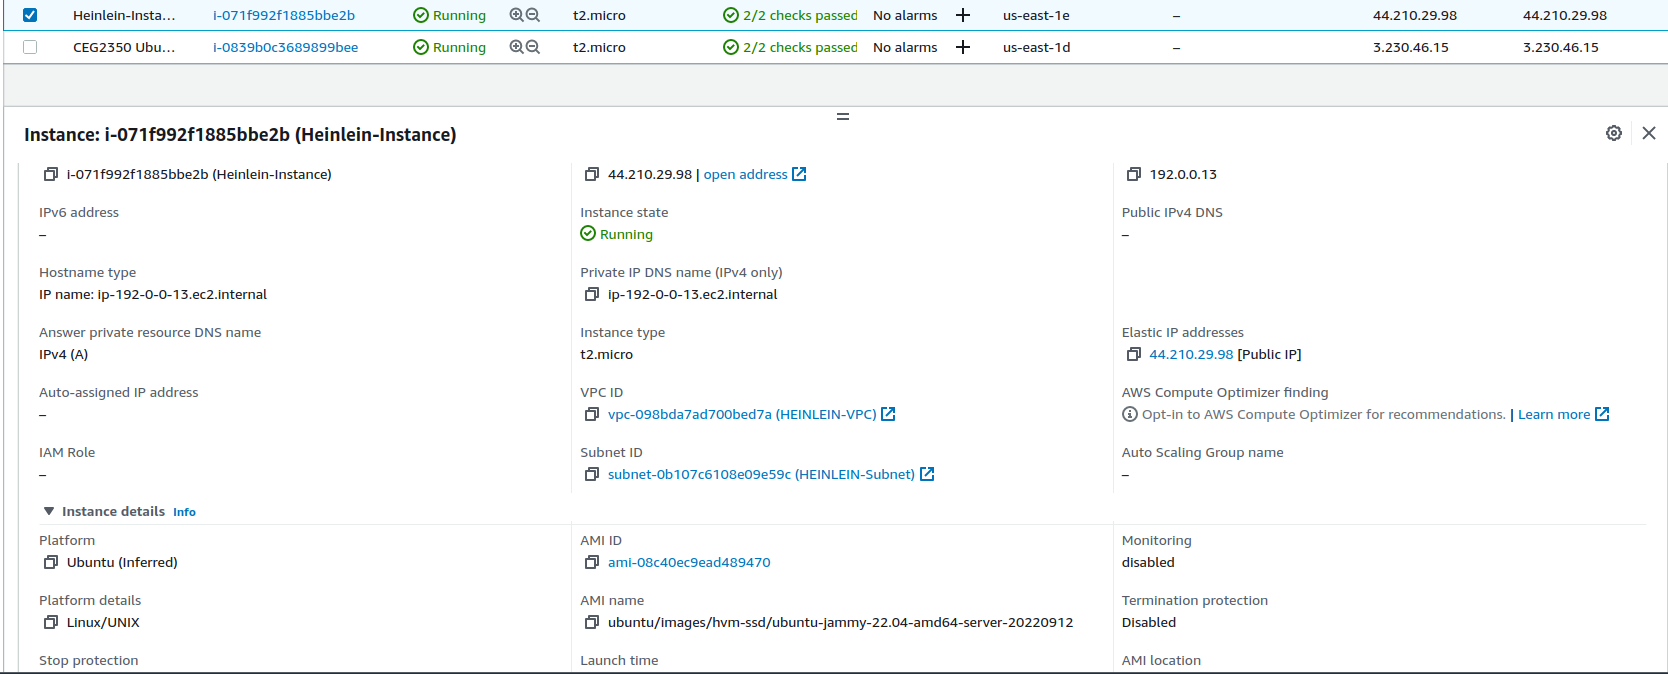 Heinlein-Insta... i-071f992f1885bbe2b Running t2.micro 2/2 checks passed No alarms + us-east-1e – 44.210.29.98 44.210.29.98
CEG2350 Ubu... i-0839b0c3689899bee Running t2.micro 2/2 checks passed No alarms + us-east-1d – 3.230.46.15 3.230.46.15
Instance: i-071f992f1885bbe2b (Heinlein-Instance)
i-071f992f1885bbe2b (Heinlein-Instance) 44.210.29.98 | open address 192.0.0.13
IPv6 address Instance state Public IPv4 DNS
– Running –
Hostname type Private IP DNS name (IPv4 only)
IP name: ip-192-0-0-13.ec2.internal ip-192-0-0-13.ec2.internal
Answer private resource DNS name Instance type Elastic IP addresses
IPv4 (A) t2.micro 44.210.29.98 [Public IP]
Auto-assigned IP address VPC ID AWS Compute Optimizer finding
– vpc-098bda7ad700bed7a (HEINLEIN-VPC) Opt-in to AWS Compute Optimizer for recommendations. | Learn more
IAM Role Subnet ID Auto Scaling Group name
– subnet-0b107c6108e09e59c (HEINLEIN-Subnet) –
Instance details Info
Platform AMI ID Monitoring
Ubuntu (Inferred) ami-08c40ec9ead489470 disabled
Platform details AMI name Termination protection
Linux/UNIX ubuntu/images/hvm-ssd/ubuntu-jammy-22.04-amd64-server-20220912 Disabled
Stop protection Launch time AMI location